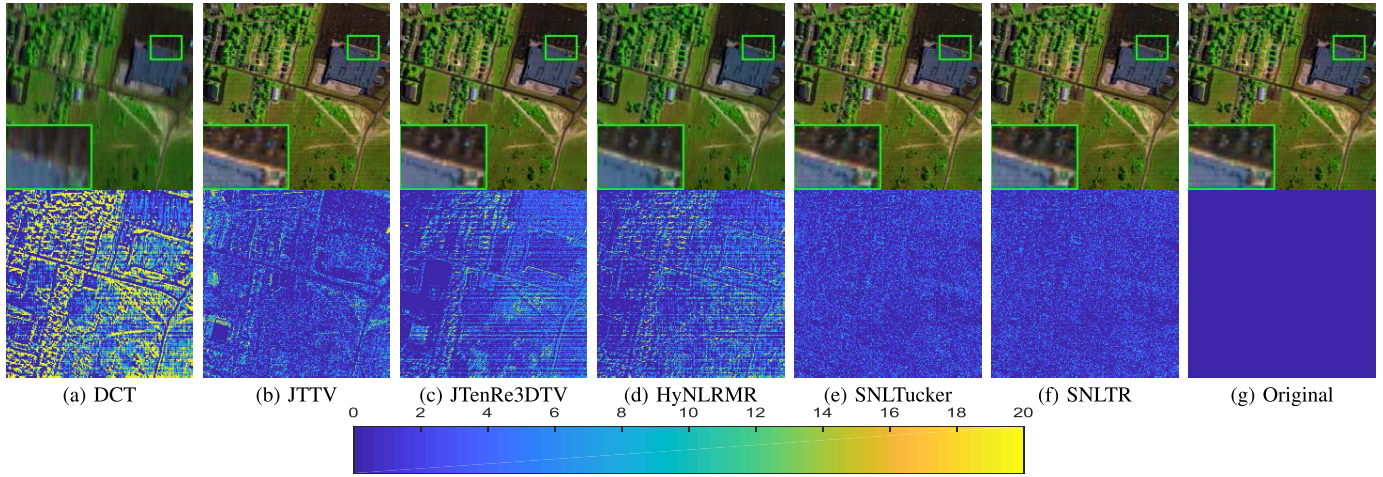 (a) DCT (b) JTTV (c) JTenRe3DTV (d) HyNLRMR (e) SNLTucker (f) SNLTR (g) Original
0 2 4 6 8 10 12 14 16 18 20